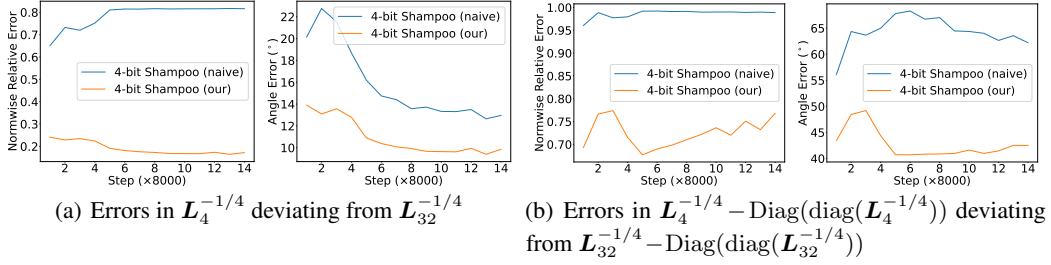 0.8
0.7
0.6
0.5
0.4
0.3
0.2
Normwise Relative Error
4-bit Shampoo (naive)
4-bit Shampoo (our)
2 4 6 8 10 12 14
Step (×8000)
22
20
18
16
14
12
10
Angle Error (°)
4-bit Shampoo (naive)
4-bit Shampoo (our)
2 4 6 8 10 12 14
Step (×8000)
(a) Errors in L₄^{-1/4} deviating from L₃₂^{-1/4}
1.00
0.95
0.90
0.85
0.80
0.75
0.70
Normwise Relative Error
4-bit Shampoo (naive)
4-bit Shampoo (our)
2 4 6 8 10 12 14
Step (×8000)
65
60
55
50
45
40
Angle Error (°)
4-bit Shampoo (naive)
4-bit Shampoo (our)
2 4 6 8 10 12 14
Step (×8000)
(b) Errors in L₄^{-1/4} − Diag(diag(L₄^{-1/4})) deviating
from L₃₂^{-1/4} − Diag(diag(L₃₂^{-1/4}))